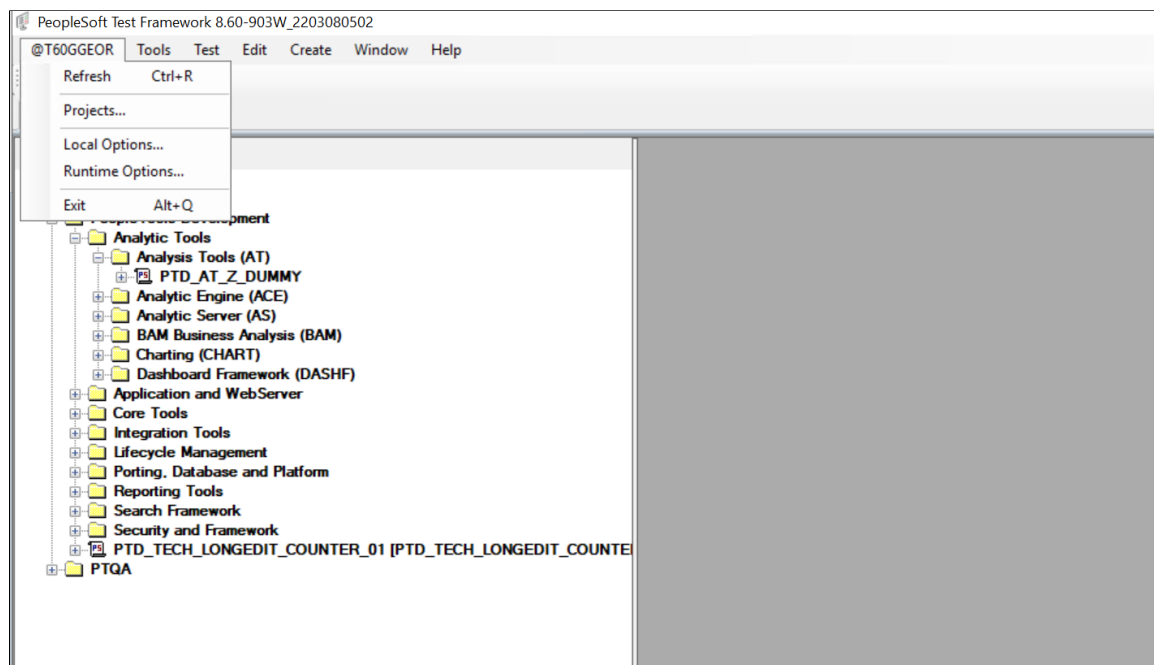 PeopleSoft Test Framework 8.60-903W_2203080502
@T60GGEOR Tools Test Edit Create Window Help
Refresh Ctrl+R
Projects...
Local Options...
Runtime Options...
Exit Alt+Q
Analytic Tools
Analysis Tools (AT)
PTD_AT_Z_DUMMY
Analytic Engine (ACE)
Analytic Server (AS)
BAM Business Analysis (BAM)
Charting (CHART)
Dashboard Framework (DASHF)
Application and WebServer
Core Tools
Integration Tools
Lifecycle Management
Porting, Database and Platform
Reporting Tools
Search Framework
Security and Framework
PTD_TECH_LONGEDIT_COUNTER_01 [PTD_TECH_LONGEDIT_COUNTE
PTQA